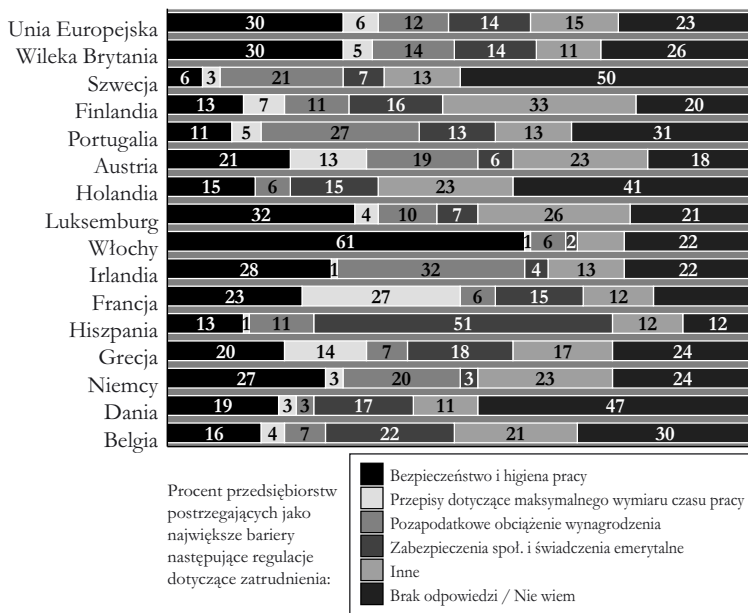 Unia Europejska 30 6 12 14 15 23
Wileka Brytania 30 5 14 14 11 26
Szwecja 6 3 21 7 13 50
Finlandia 13 7 11 16 33 20
Portugalia 11 5 27 13 13 31
Austria 21 13 19 6 23 18
Holandia 15 6 15 23 41
Luksemburg 32 4 10 7 26 21
Włochy 61 1 6 2 22
Irlandia 28 1 32 4 13 22
Francja 23 27 6 15 12
Hiszpania 13 1 11 51 12 12
Grecja 20 14 7 18 17 24
Niemcy 27 3 20 3 23 24
Dania 19 3 3 17 11 47
Belgia 16 4 7 22 21 30
Procent przedsiębiorstw
postrzegających jako
największe bariery
następujące regulacje
dotyczące zatrudnienia:
Bezpieczeństwo i higiena pracy
Przepisy dotyczące maksymalnego wymiaru czasu pracy
Pozapodatkowe obciążenie wynagrodzenia
Zabezpieczenia społ. i świadczenia emerytalne
Inne
Brak odpowiedzi / Nie wiem